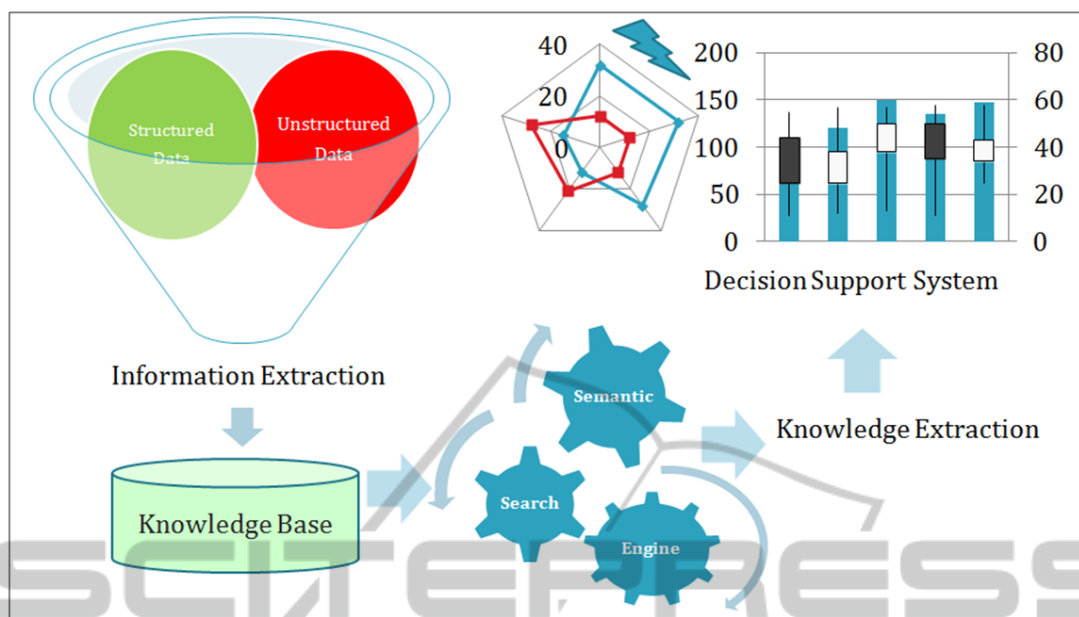 Structured
Data
Unstructured
Data
Information Extraction
Knowledge Base
Semantic
Search
Engine
Knowledge Extraction
Decision Support System
40
20
0
200
150
100
50
0
80
60
40
20
0
SCITEPRESS